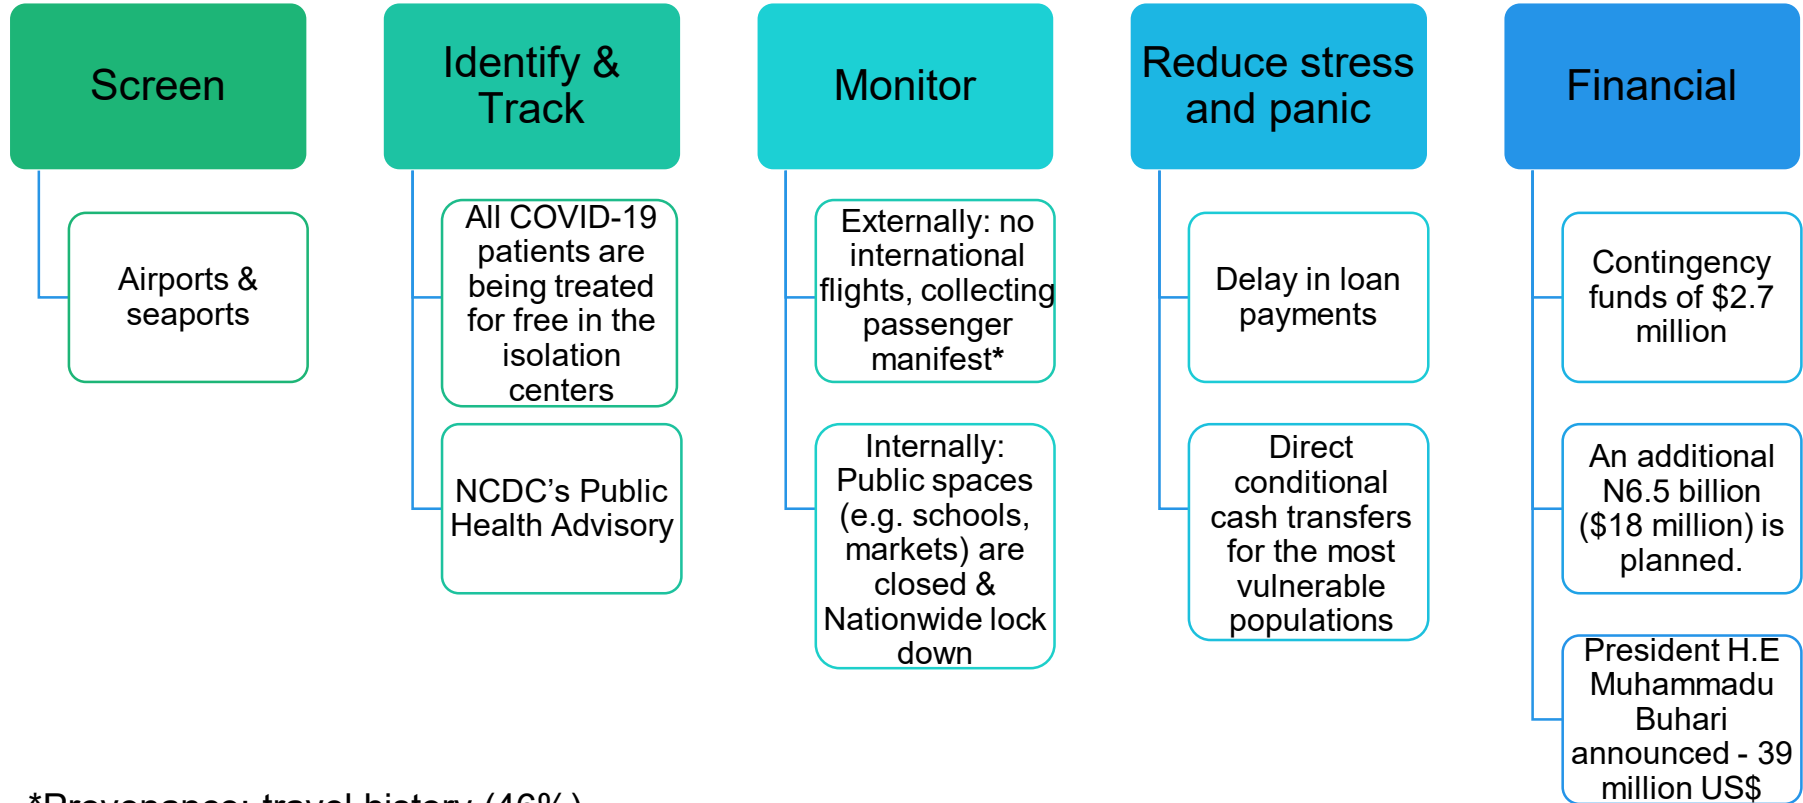 Screen
Airports &
seaports
Identify &
Track
All COVID-19
patients are
being treated
for free in the
isolation
centers
NCDC’s Public
Health Advisory
Monitor
Externally: no
international
flights, collecting
passenger
manifest*
Internally:
Public spaces
(e.g. schools,
markets) are
closed &
Nationwide lock
down
Reduce stress
and panic
Delay in loan
payments
Direct
conditional
cash transfers
for the most
vulnerable
populations
Financial
Contingency
funds of $2.7
million
An additional
N6.5 billion
($18 million) is
planned.
President H.E
Muhammadu
Buhari
announced - 39
million US$
*Provenance: travel history (46%)